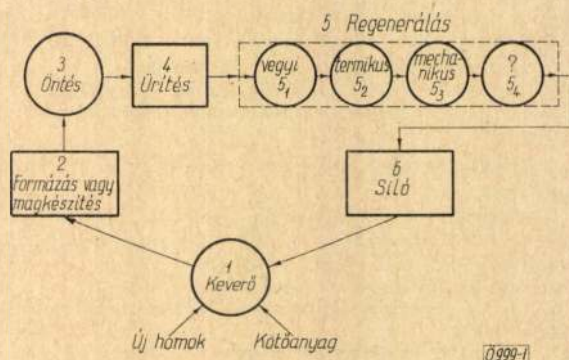 5 Regenerálás
3
Öntés
4
Ürítés
vegyi
5₁
termikus
5₂
mecha-
nikus
5₃
?
5₄
2
Formázás vagy
magkészítés
6
Siló
1
Keverő
Új homok
Kötőanyag
Ö999-1